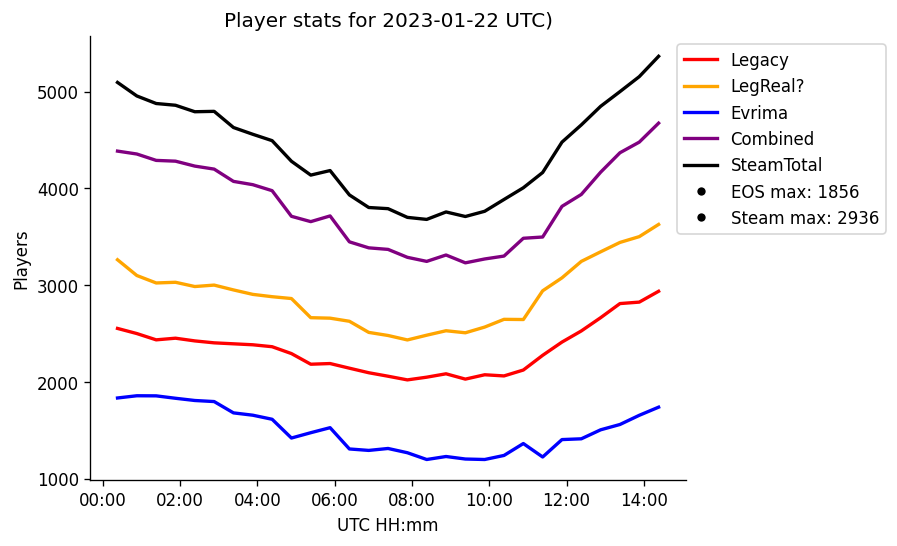 Player stats for 2023-01-22 UTC)
Legacy
LegReal?
Evrima
Combined
SteamTotal
EOS max: 1856
Steam max: 2936
Players
5000
4000
3000
2000
1000
00:00 02:00 04:00 06:00 08:00 10:00 12:00 14:00
UTC HH:mm